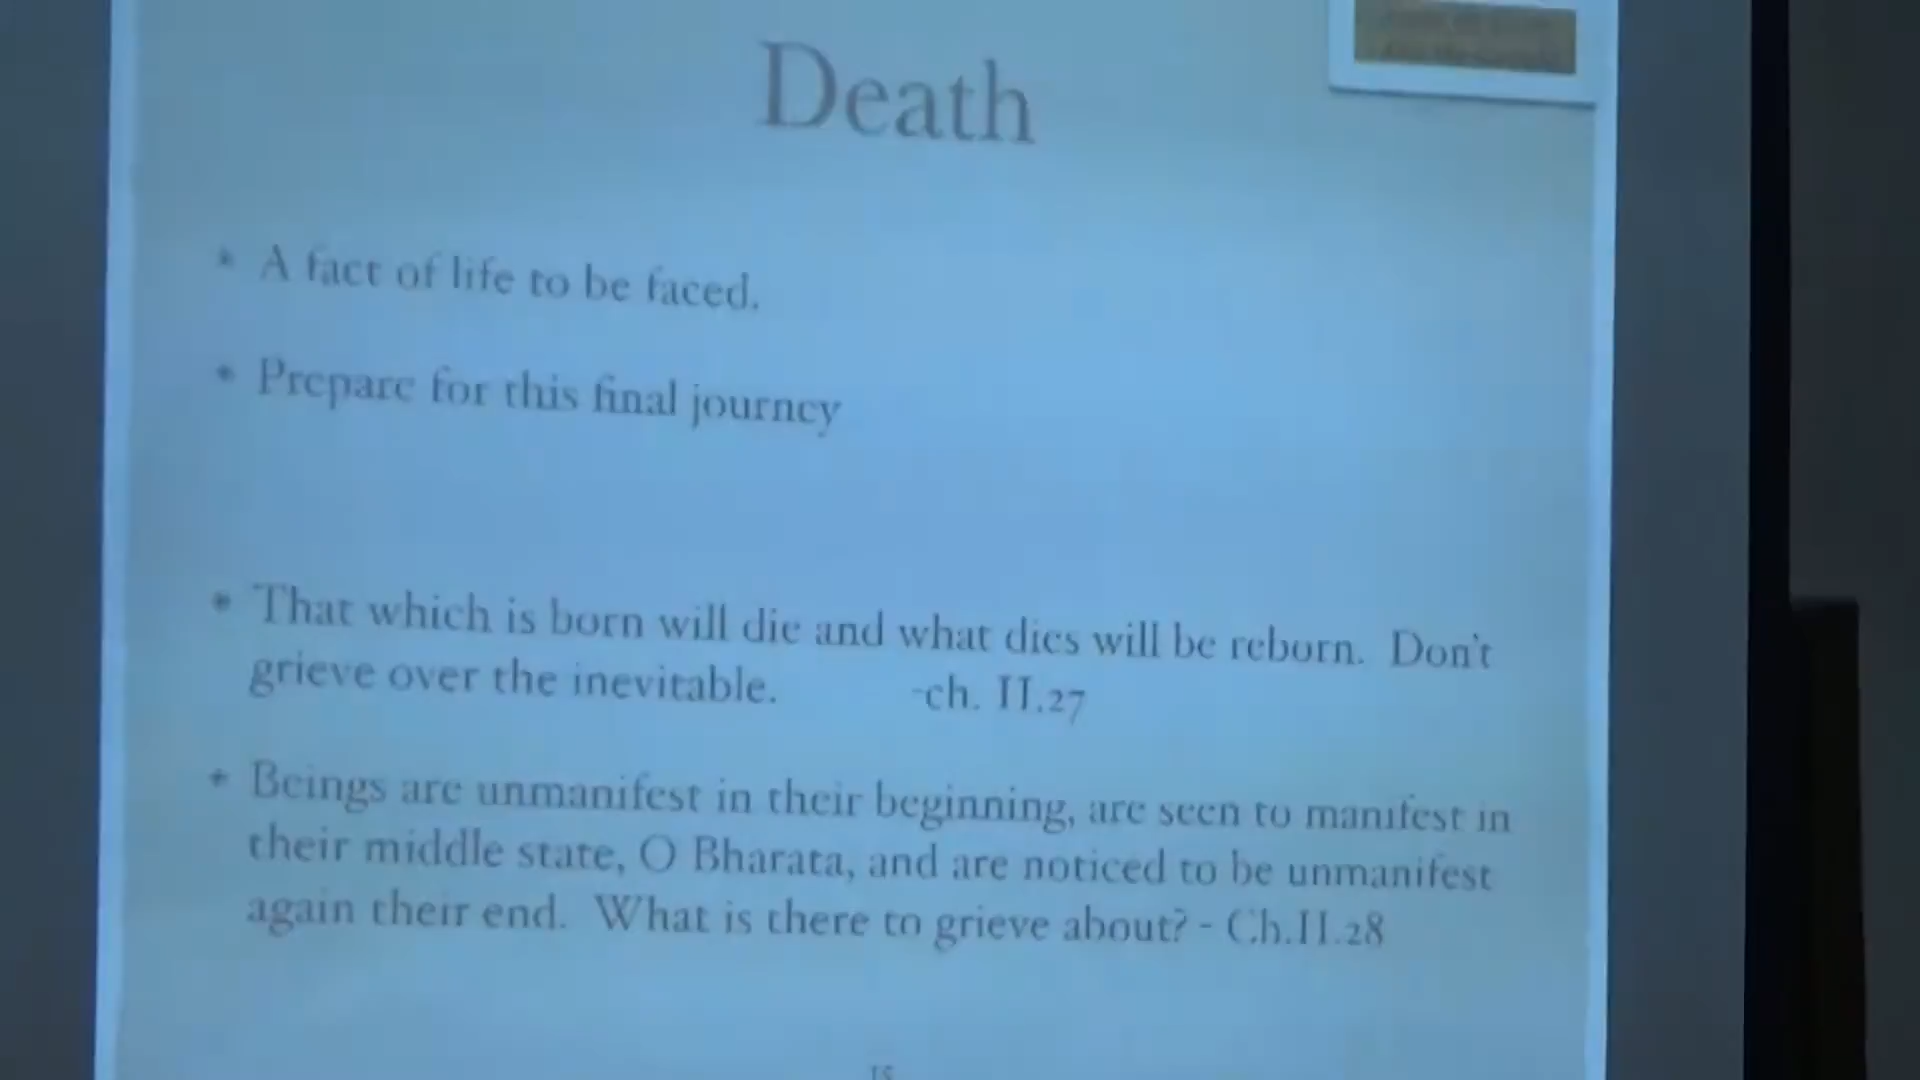 Death
* A fact of life to be faced.
* Prepare for this final journey
* That which is born will die and what dies will be reborn. Don't
grieve over the inevitable. -ch. II.27
* Beings are unmanifest in their beginning, are seen to manifest in
their middle state, O Bharata, and are noticed to be unmanifest
again their end. What is there to grieve about? - Ch.II.28
15